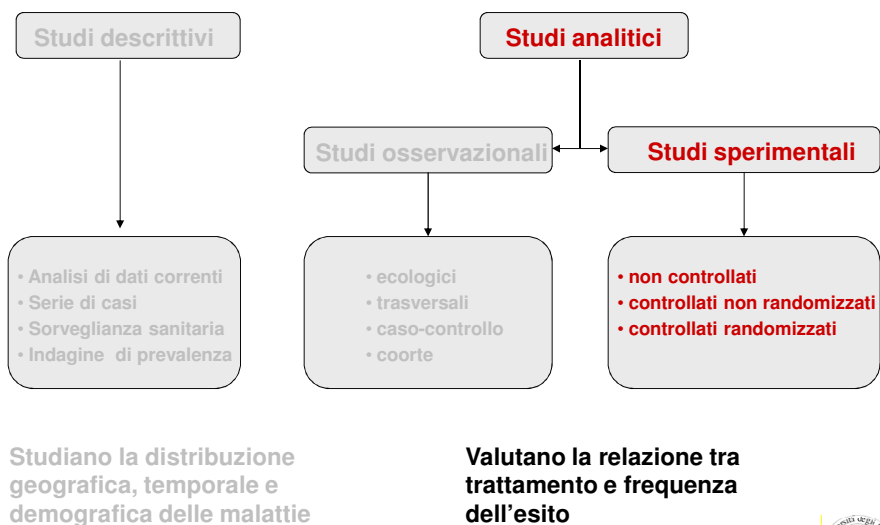 Studi descrittivi
Studi analitici
Studi osservazionali
Studi sperimentali
• Analisi di dati correnti
• Serie di casi
• Sorveglianza sanitaria
• Indagine di prevalenza
• ecologici
• trasversali
• caso-controllo
• coorte
• non controllati
• controllati non randomizzati
• controllati randomizzati
Studiano la distribuzione
geografica, temporale e
demografica delle malattie
Valutano la relazione tra
trattamento e frequenza
dell'esito